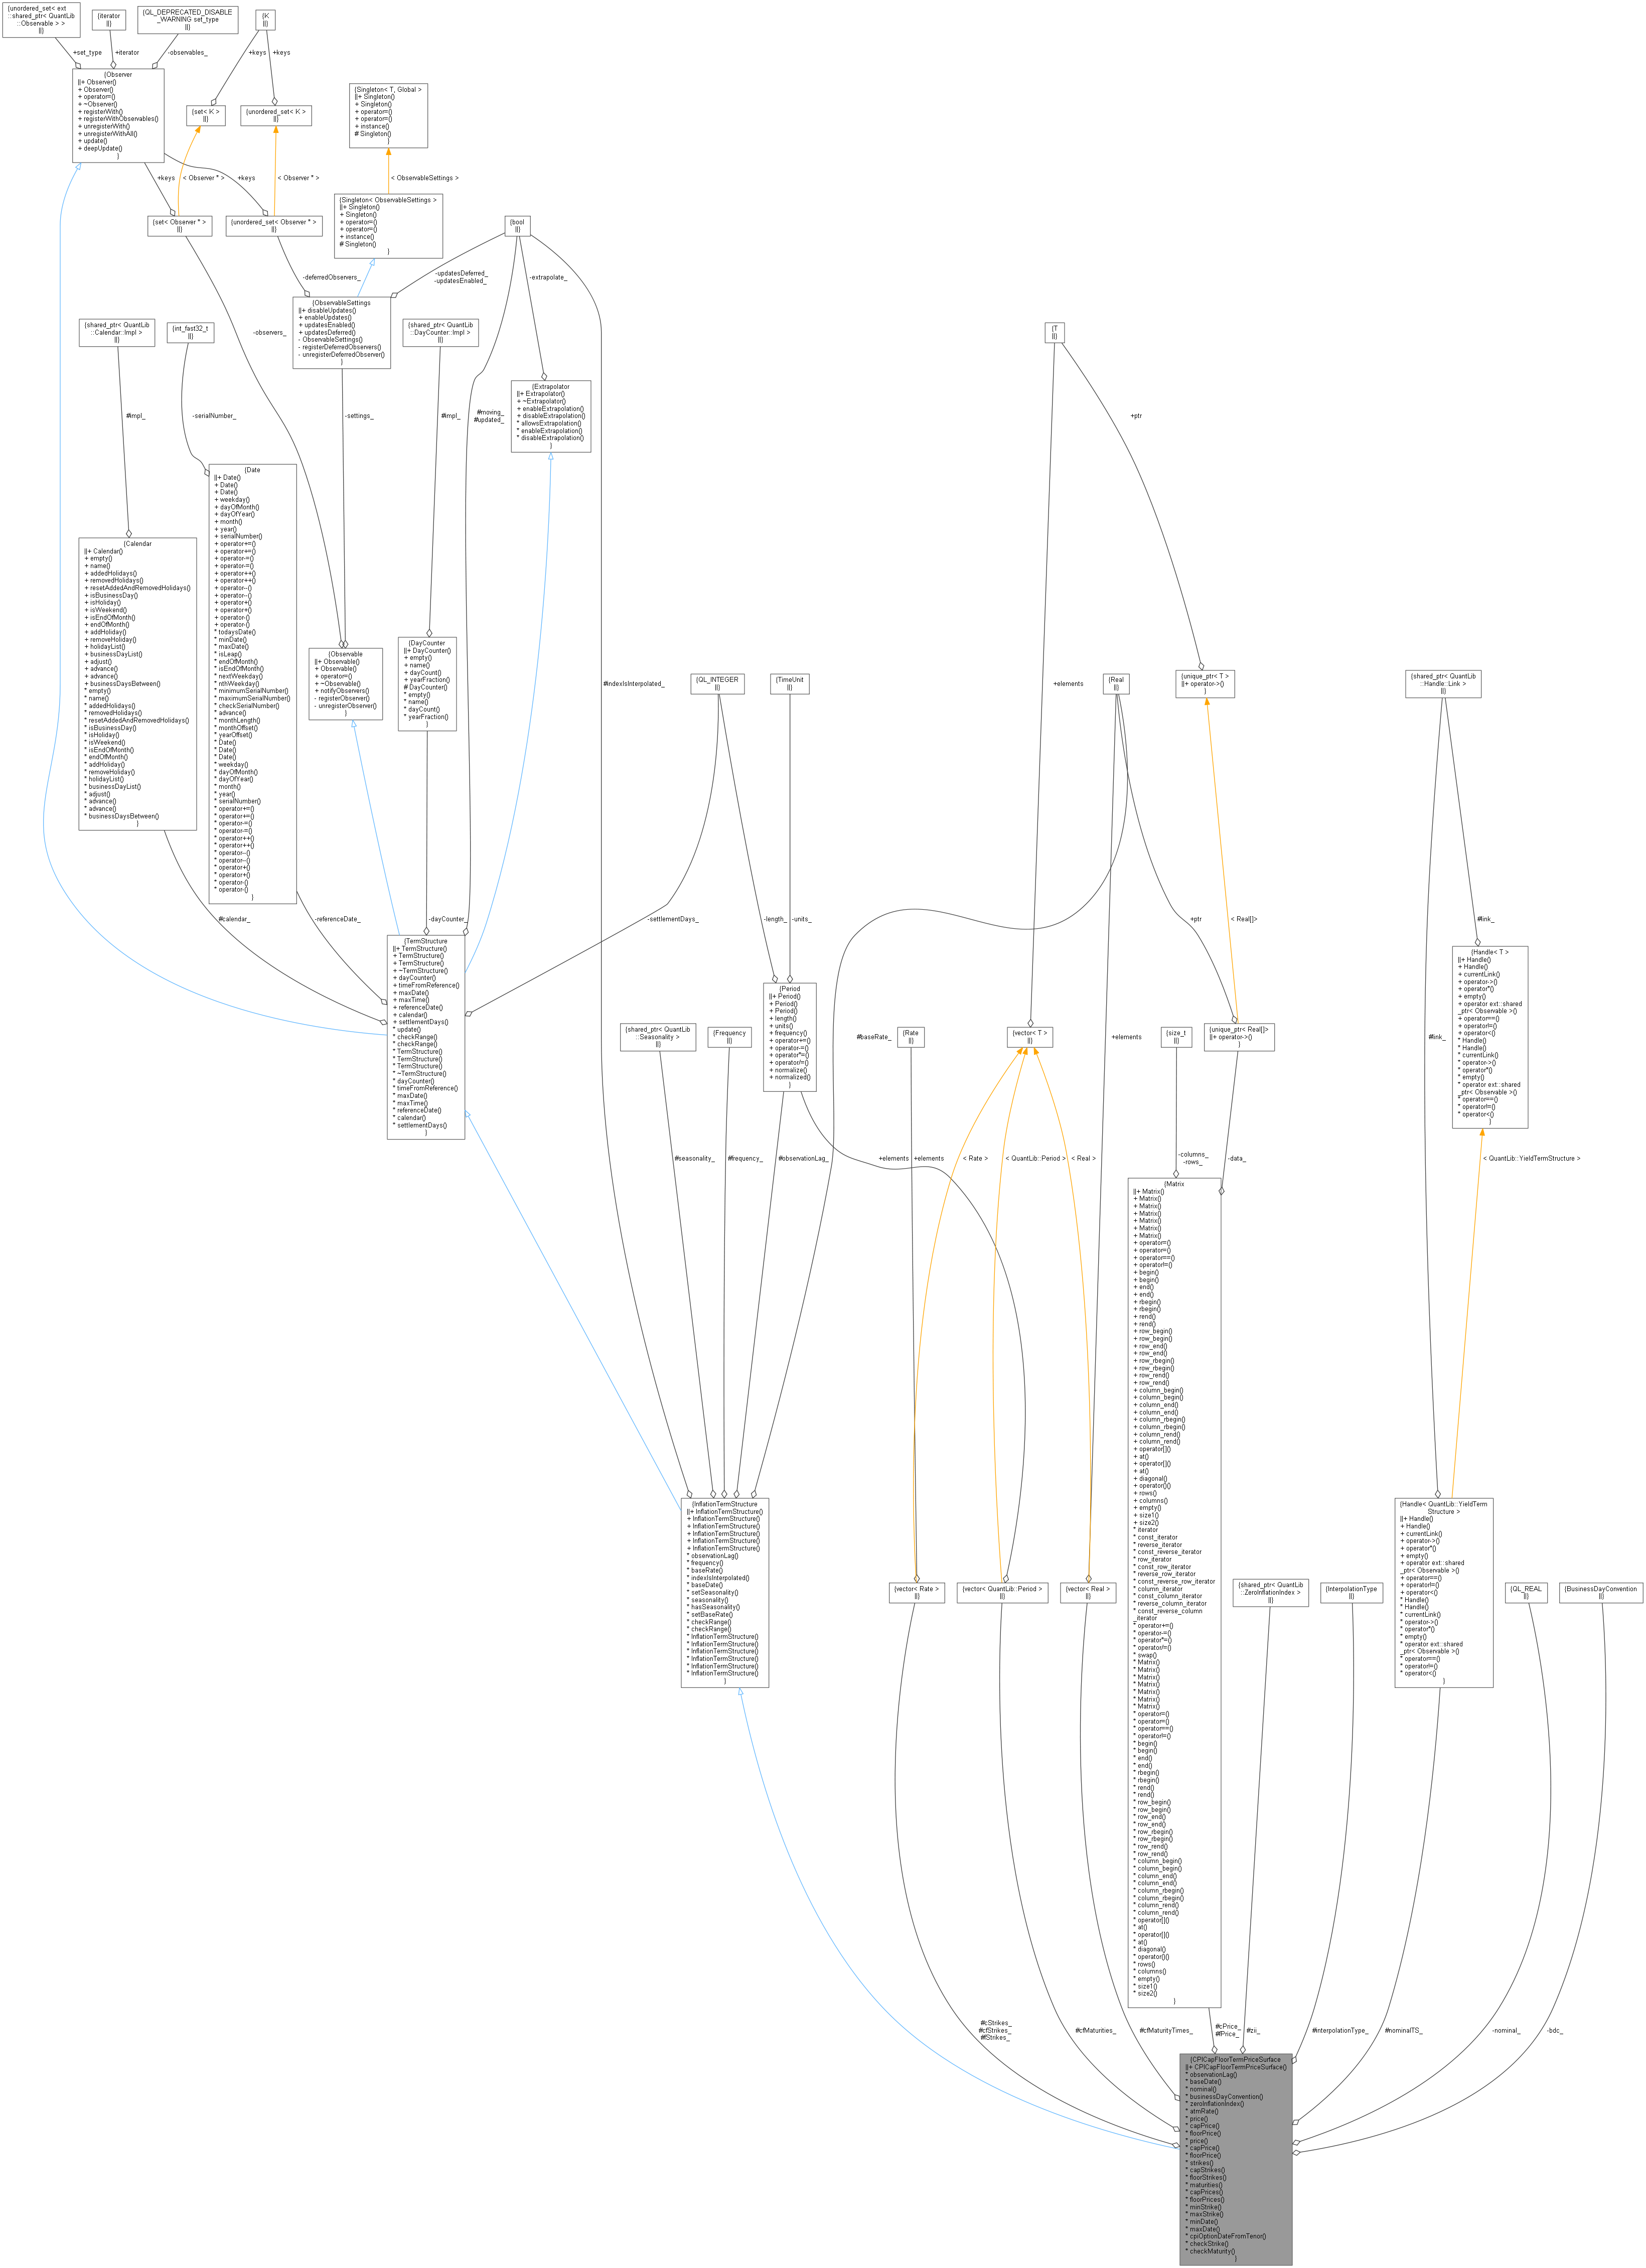 {unordered_set< ext
::shared_ptr< QuantLib
::Observable > >
||}
{iterator
||}
{QL_DEPRECATED_DISABLE
_WARNING set_type
||}
{K
||}
+set_type
+iterator
-observables_
+keys
+keys
{Observer
||+ Observer()
+ Observer()
+ operator=()
+ ~Observer()
+ registerWith()
+ registerWithObservables()
+ unregisterWith()
+ unregisterWithAll()
+ update()
+ deepUpdate()
}
{set< K >
||}
{unordered_set< K >
||}
{Singleton< T, Global >
||+ Singleton()
+ Singleton()
+ operator=()
+ operator=()
+ instance()
# Singleton()
}
+keys
< Observer * >
+keys
< Observer * >
< ObservableSettings >
{set< Observer * >
||}
{unordered_set< Observer * >
||}
{Singleton< ObservableSettings >
||+ Singleton()
+ Singleton()
+ operator=()
+ operator=()
+ instance()
# Singleton()
}
{bool
||}
-deferredObservers_
-updatesDeferred_
-updatesEnabled_
-extrapolate_
{shared_ptr< QuantLib
::Calendar::Impl >
||}
{int_fast32_t
||}
-observers_
{ObservableSettings
||+ disableUpdates()
+ enableUpdates()
+ updatesEnabled()
+ updatesDeferred()
- ObservableSettings()
- registerDeferredObservers()
- unregisterDeferredObserver()
}
{shared_ptr< QuantLib
::DayCounter::Impl >
||}
{T
||}
{Extrapolator
||+ Extrapolator()
+ ~Extrapolator()
+ enableExtrapolation()
+ disableExtrapolation()
* allowsExtrapolation()
* enableExtrapolation()
* disableExtrapolation()
}
#impl_
-serialNumber_
-settings_
#impl_
#moving_
#updated_
+ptr
{Calendar
||+ Calendar()
+ empty()
+ name()
+ addedHolidays()
+ removedHolidays()
+ resetAddedAndRemovedHolidays()
+ isBusinessDay()
+ isHoliday()
+ isWeekend()
+ isEndOfMonth()
+ endOfMonth()
+ addHoliday()
+ removeHoliday()
+ holidayList()
+ businessDayList()
+ adjust()
+ advance()
+ advance()
+ businessDaysBetween()
* empty()
* name()
* addedHolidays()
* removedHolidays()
* resetAddedAndRemovedHolidays()
* isBusinessDay()
* isHoliday()
* isWeekend()
* isEndOfMonth()
* endOfMonth()
* addHoliday()
* removeHoliday()
* holidayList()
* businessDayList()
* adjust()
* advance()
* advance()
* businessDaysBetween()
}
{Date
||+ Date()
+ Date()
+ Date()
+ weekday()
+ dayOfMonth()
+ dayOfYear()
+ month()
+ year()
+ serialNumber()
+ operator+=()
+ operator+=()
+ operator-=()
+ operator-=()
+ operator++()
+ operator++()
+ operator--()
+ operator--()
+ operator+()
+ operator+()
+ operator-()
+ operator-()
* todaysDate()
* minDate()
* maxDate()
* isLeap()
* endOfMonth()
* isEndOfMonth()
* nextWeekday()
* nthWeekday()
* minimumSerialNumber()
* maximumSerialNumber()
* checkSerialNumber()
* advance()
* monthLength()
* monthOffset()
* yearOffset()
* Date()
* Date()
* Date()
* weekday()
* dayOfMonth()
* dayOfYear()
* month()
* year()
* serialNumber()
* operator+=()
* operator+=()
* operator-=()
* operator-=()
* operator++()
* operator++()
* operator--()
* operator--()
* operator+()
* operator+()
* operator-()
* operator-()
}
{Observable
||+ Observable()
+ Observable()
+ operator=()
+ ~Observable()
+ notifyObservers()
- registerObserver()
- unregisterObserver()
}
{DayCounter
||+ DayCounter()
+ empty()
+ name()
+ dayCount()
+ yearFraction()
# DayCounter()
* empty()
* name()
* dayCount()
* yearFraction()
}
#indexIsInterpolated_
{QL_INTEGER
||}
{TimeUnit
||}
+elements
{Real
||}
{unique_ptr< T >
||+ operator->()
}
{shared_ptr< QuantLib
::Handle::Link >
||}
#calendar_
-referenceDate_
-dayCounter_
-settlementDays_
-length_
-units_
+ptr
< Real[]>
#link_
{TermStructure
||+ TermStructure()
+ TermStructure()
+ TermStructure()
+ ~TermStructure()
+ dayCounter()
+ timeFromReference()
+ maxDate()
+ maxTime()
+ referenceDate()
+ calendar()
+ settlementDays()
* update()
* checkRange()
* checkRange()
* TermStructure()
* TermStructure()
* TermStructure()
* ~TermStructure()
* dayCounter()
* timeFromReference()
* maxDate()
* maxTime()
* referenceDate()
* calendar()
* settlementDays()
}
{shared_ptr< QuantLib
::Seasonality >
||}
{Frequency
||}
{Period
||+ Period()
+ Period()
+ Period()
+ length()
+ units()
+ frequency()
+ operator+=()
+ operator-=()
+ operator*=()
+ operator/=()
+ normalize()
+ normalized()
}
#baseRate_
{Rate
||}
{vector< T >
||}
+elements
{size_t
||}
{unique_ptr< Real[]>
||+ operator->()
}
#link_
{Handle< T >
||+ Handle()
+ Handle()
+ currentLink()
+ operator->()
+ operator*()
+ empty()
+ operator ext::shared
_ptr< Observable >()
+ operator==()
+ operator!=()
+ operator<()
* Handle()
* Handle()
* currentLink()
* operator->()
* operator*()
* empty()
* operator ext::shared
_ptr< Observable >()
* operator==()
* operator!=()
* operator<()
}
#seasonality_
#frequency_
#observationLag_
+elements
+elements
< Rate >
< QuantLib::Period >
< Real >
-columns_
-rows_
-data_
< QuantLib::YieldTermStructure >
{Matrix
||+ Matrix()
+ Matrix()
+ Matrix()
+ Matrix()
+ Matrix()
+ Matrix()
+ Matrix()
+ operator=()
+ operator=()
+ operator==()
+ operator!=()
+ begin()
+ begin()
+ end()
+ end()
+ rbegin()
+ rbegin()
+ rend()
+ rend()
+ row_begin()
+ row_begin()
+ row_end()
+ row_end()
+ row_rbegin()
+ row_rbegin()
+ row_rend()
+ row_rend()
+ column_begin()
+ column_begin()
+ column_end()
+ column_end()
+ column_rbegin()
+ column_rbegin()
+ column_rend()
+ column_rend()
+ operator[]()
+ at()
+ operator[]()
+ at()
+ diagonal()
+ operator()()
+ rows()
+ columns()
+ empty()
+ size1()
+ size2()
* iterator
* const_iterator
* reverse_iterator
* const_reverse_iterator
* row_iterator
* const_row_iterator
* reverse_row_iterator
* const_reverse_row_iterator
* column_iterator
* const_column_iterator
* reverse_column_iterator
* const_reverse_column
_iterator
* operator+=()
* operator-=()
* operator*=()
* operator/=()
* swap()
* Matrix()
* Matrix()
* Matrix()
* Matrix()
* Matrix()
* Matrix()
* Matrix()
* operator=()
* operator=()
* operator==()
* operator!=()
* begin()
* begin()
* end()
* end()
* rbegin()
* rbegin()
* rend()
* rend()
* row_begin()
* row_begin()
* row_end()
* row_end()
* row_rbegin()
* row_rbegin()
* row_rend()
* row_rend()
* column_begin()
* column_begin()
* column_end()
* column_end()
* column_rbegin()
* column_rbegin()
* column_rend()
* column_rend()
* operator[]()
* at()
* operator[]()
* at()
* diagonal()
* operator()()
* rows()
* columns()
* empty()
* size1()
* size2()
}
{InflationTermStructure
||+ InflationTermStructure()
+ InflationTermStructure()
+ InflationTermStructure()
+ InflationTermStructure()
+ InflationTermStructure()
+ InflationTermStructure()
* observationLag()
* frequency()
* baseRate()
* indexIsInterpolated()
* baseDate()
* setSeasonality()
* seasonality()
* hasSeasonality()
* setBaseRate()
* checkRange()
* checkRange()
* InflationTermStructure()
* InflationTermStructure()
* InflationTermStructure()
* InflationTermStructure()
* InflationTermStructure()
* InflationTermStructure()
}
{vector< Rate >
||}
{vector< QuantLib::Period >
||}
{vector< Real >
||}
{shared_ptr< QuantLib
::ZeroInflationIndex >
||}
{InterpolationType
||}
{Handle< QuantLib::YieldTerm
Structure >
||+ Handle()
+ Handle()
+ currentLink()
+ operator->()
+ operator*()
+ empty()
+ operator ext::shared
_ptr< Observable >()
+ operator==()
+ operator!=()
+ operator<()
* Handle()
* Handle()
* currentLink()
* operator->()
* operator*()
* empty()
* operator ext::shared
_ptr< Observable >()
* operator==()
* operator!=()
* operator<()
}
{QL_REAL
||}
{BusinessDayConvention
||}
#cStrikes_
#cfStrikes_
#fStrikes_
#cfMaturities_
#cfMaturityTimes_
#cPrice_
#fPrice_
#zii_
#interpolationType_
#nominalTS_
-nominal_
-bdc_
{CPICapFloorTermPriceSurface
||+ CPICapFloorTermPriceSurface()
* observationLag()
* baseDate()
* nominal()
* businessDayConvention()
* zeroInflationIndex()
* atmRate()
* price()
* capPrice()
* floorPrice()
* price()
* capPrice()
* floorPrice()
* strikes()
* capStrikes()
* floorStrikes()
* maturities()
* capPrices()
* floorPrices()
* minStrike()
* maxStrike()
* minDate()
* maxDate()
* cpiOptionDateFromTenor()
* checkStrike()
* checkMaturity()
}